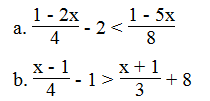 a. (1 - 2x)/4 - 2 < (1 - 5x)/8
b. (x - 1)/4 - 1 > (x + 1)/3 + 8